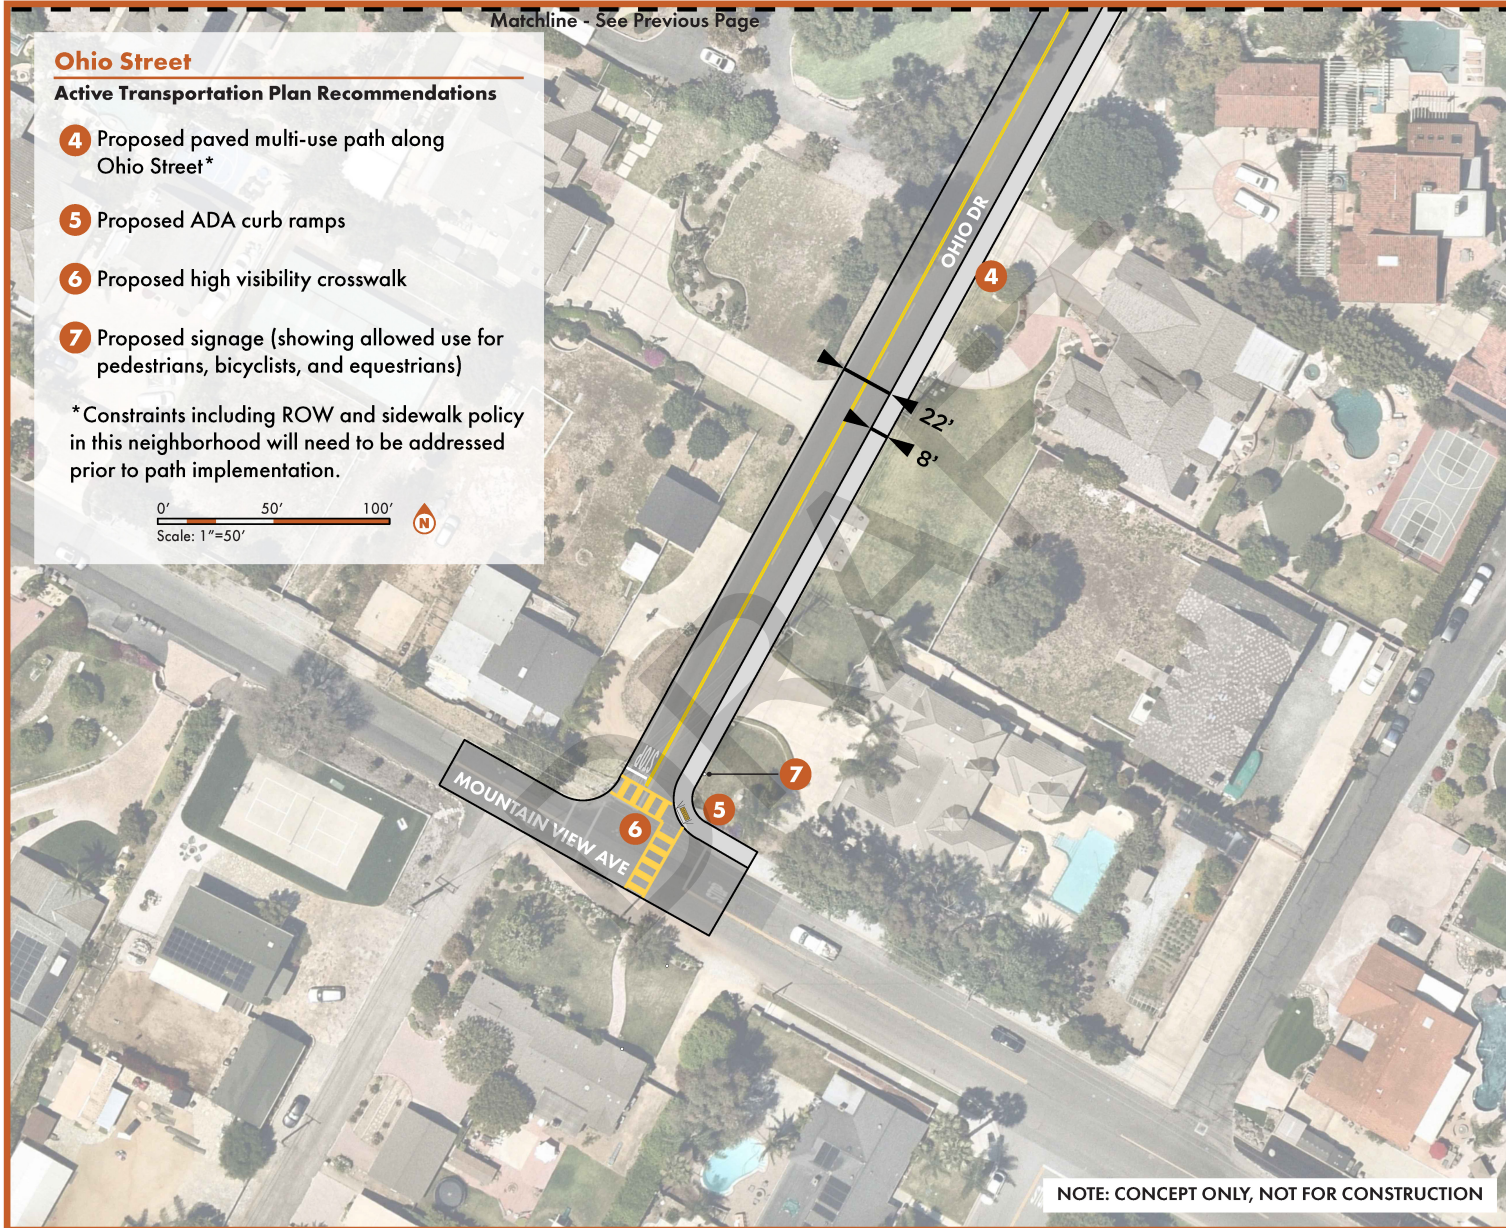 Matchline - See Previous Page
Ohio Street
Active Transportation Plan Recommendations
4 Proposed paved multi-use path along
Ohio Street*
5 Proposed ADA curb ramps
6 Proposed high visibility crosswalk
7 Proposed signage (showing allowed use for
pedestrians, bicyclists, and equestrians)
*Constraints including ROW and sidewalk policy
in this neighborhood will need to be addressed
prior to path implementation.
0' 50' 100'
Scale: 1"=50'
N
OHIO DR
4
22'
8'
STOP
7
5
6
MOUNTAIN VIEW AVE
DRAFT
NOTE: CONCEPT ONLY, NOT FOR CONSTRUCTION